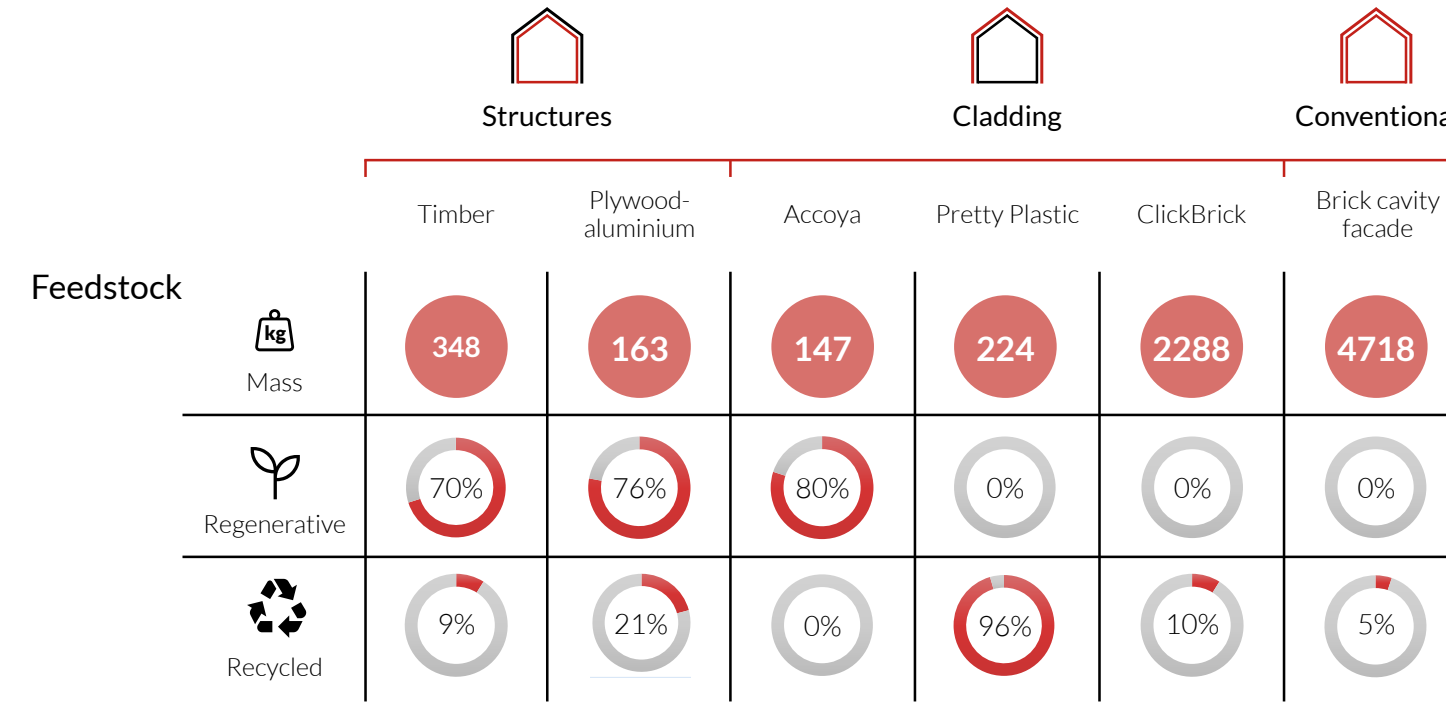 Structures
Cladding
Conventiona
Timber
Plywood-
aluminium
Accoya
Pretty Plastic
ClickBrick
Brick cavity
facade
Feedstock
kg
Mass
348
163
147
224
2288
4718
Regenerative
70%
76%
80%
0%
0%
0%
Recycled
9%
21%
0%
96%
10%
5%